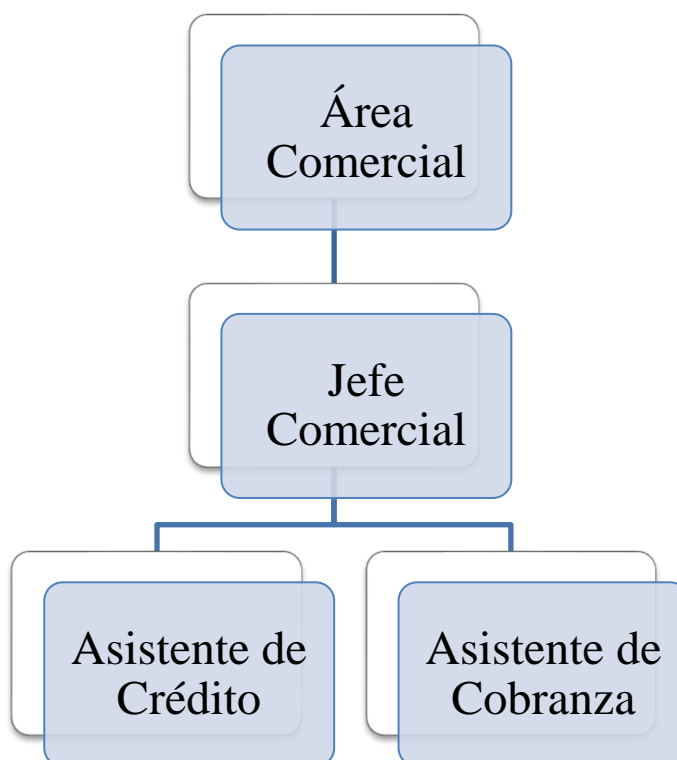 Área
Comercial
Jefe
Comercial
Asistente de
Crédito
Asistente de
Cobranza